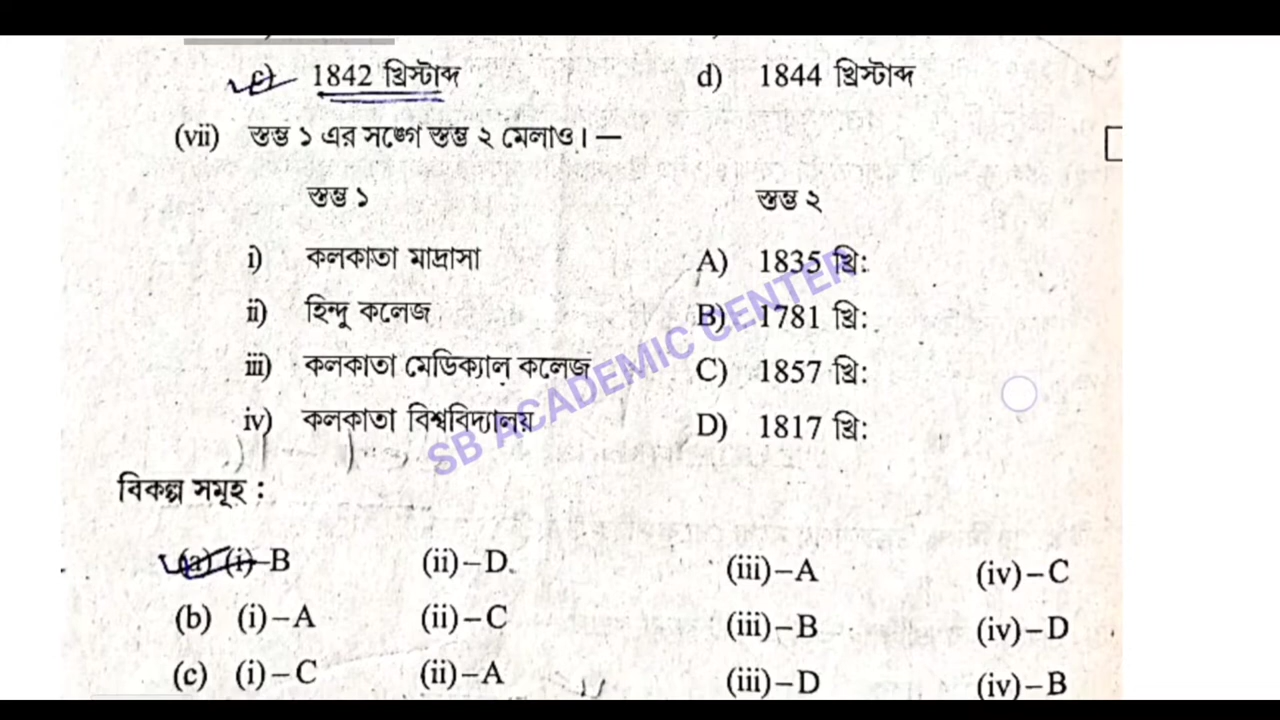 c) 1842 খ্রিস্টাব্দ d) 1844 খ্রিস্টাব্দ
(vii) স্তম্ভ ১ এর সঙ্গে স্তম্ভ ২ মেলাও। —
স্তম্ভ ১ স্তম্ভ ২
i) কলকাতা মাদ্রাসা A) 1835 খ্রি:
ii) হিন্দু কলেজ B) 1781 খ্রি:
iii) কলকাতা মেডিক্যাল কলেজ C) 1857 খ্রি:
iv) কলকাতা বিশ্ববিদ্যালয় D) 1817 খ্রি:
SB ACADEMIC CENTER
বিকল্প সমূহ :
(a) (i)–B (ii)–D (iii)–A (iv)–C
(b) (i)–A (ii)–C (iii)–B (iv)–D
(c) (i)–C (ii)–A (iii)–D (iv)–B